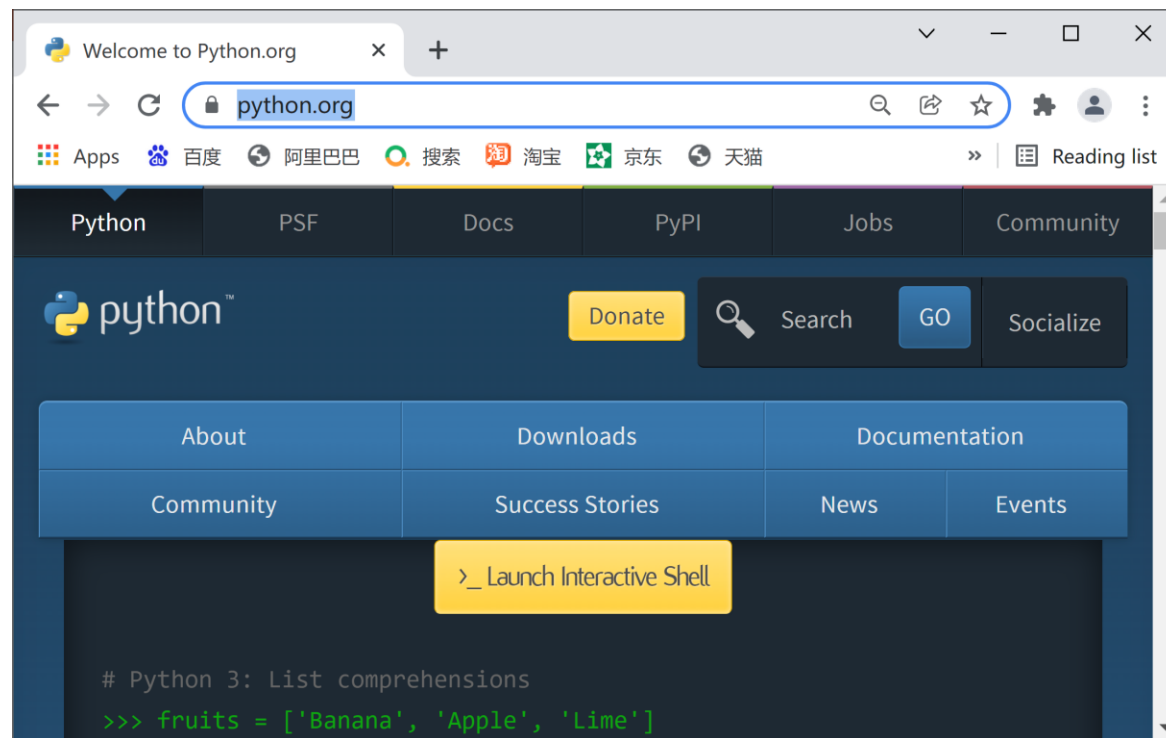 Welcome to Python.org
python.org
Apps 百度 阿里巴巴 搜索 淘 淘宝 京东 天猫 » Reading list
Python PSF Docs PyPI Jobs Community
python™ Donate Search GO Socialize
About Downloads Documentation
Community Success Stories News Events
>_ Launch Interactive Shell
# Python 3: List comprehensions
>>> fruits = ['Banana', 'Apple', 'Lime']